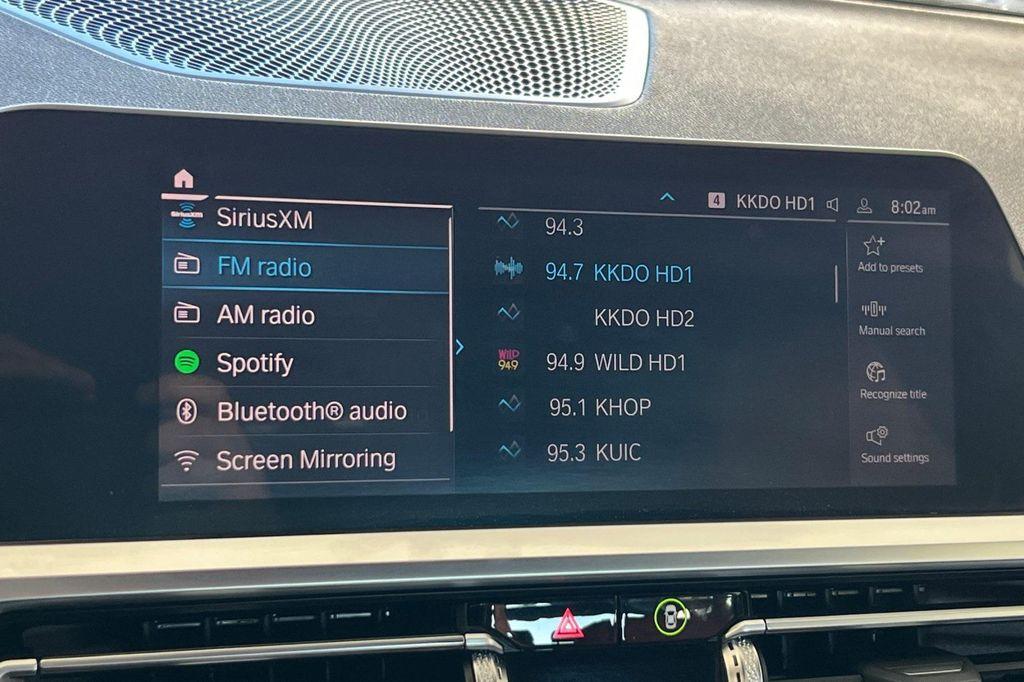 4 KKDO HD1 8:02am
SiriusXM SiriusXM
FM radio
AM radio
Spotify
Bluetooth® audio
Screen Mirroring
94.3
94.7 KKDO HD1
KKDO HD2
WILD 949 94.9 WILD HD1
95.1 KHOP
95.3 KUIC
Add to presets
Manual search
Recognize title
Sound settings